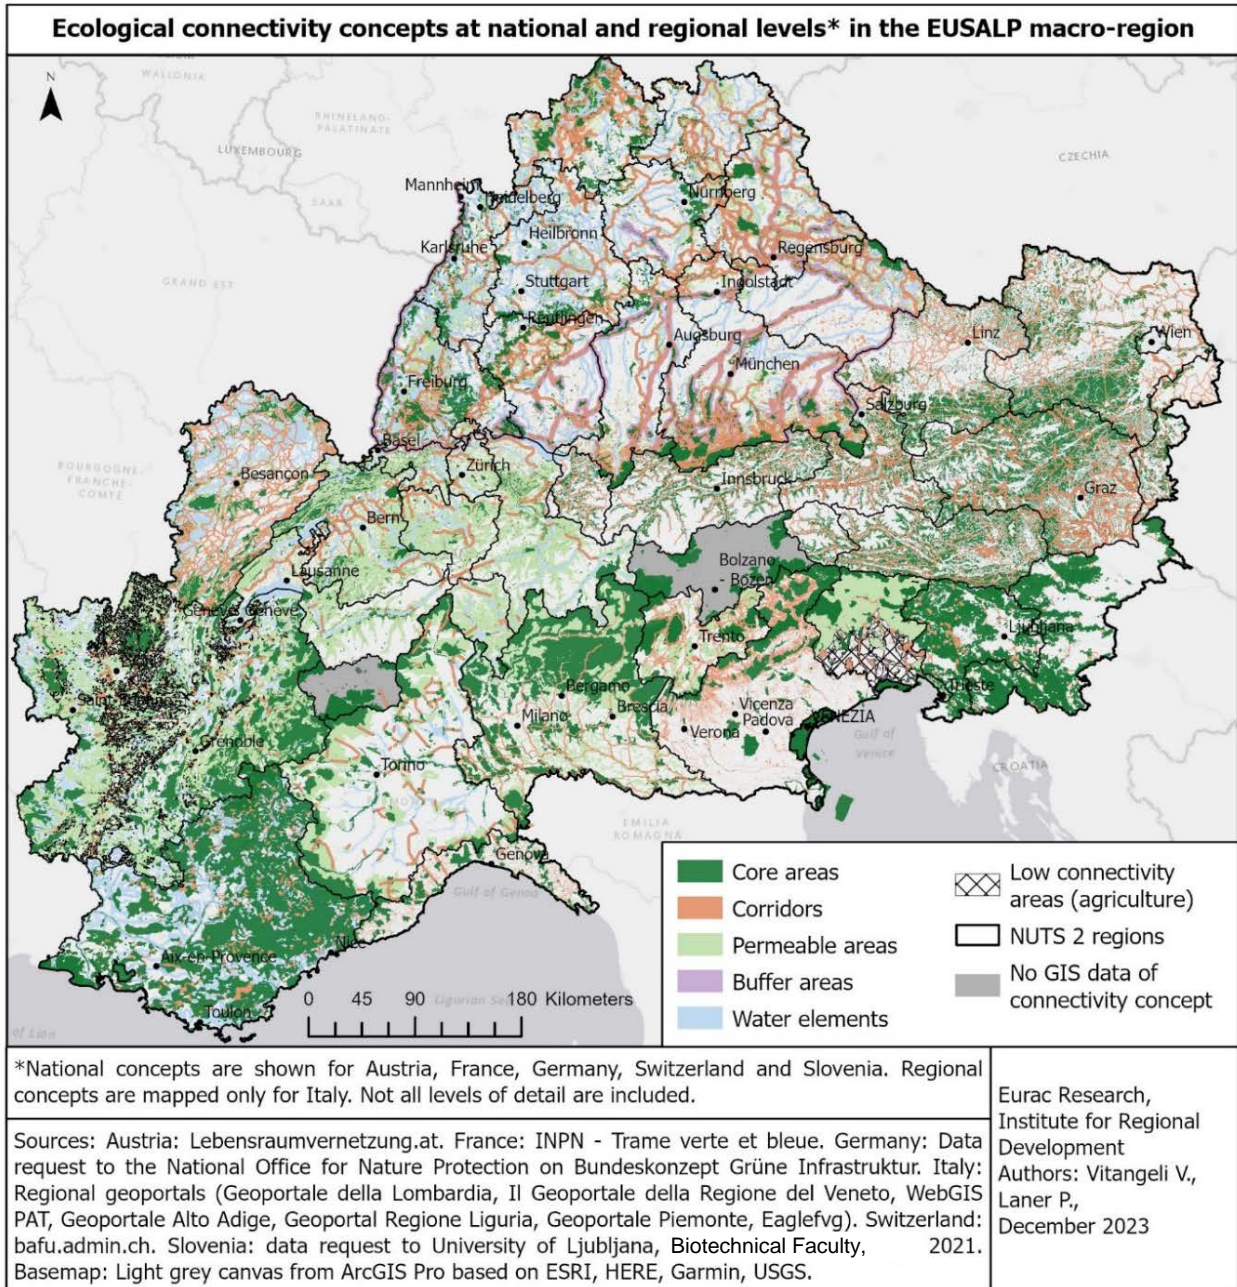 Ecological connectivity concepts at national and regional levels* in the EUSALP macro-region
N
WALLONIA
RHINELAND-
PALATINATE
LUXEMBOURG
CZECHIA
SAAR
Mannheim
Heidelberg
Nürnberg
Heilbronn
Karlsruhe
Regensburg
GRAND EST
Stuttgart
Ingolstadt
Reutlingen
Augsburg
Linz
Wien
München
Freiburg
Salzburg
Basel
Zürich
BOURGOGNE-
FRANCHE-
COMTE
Besançon
Innsbruck
Graz
Bern
Bolzano
- Bozen
Lausanne
Genève
Ljubljana
Trento
Bergamo
Trieste
Milano
Brescia
Vicenza
Padova
VENEZIA
Verona
Gulf of
Venice
Grenoble
CROATIA
Torino
EMILIA
ROMAGNA
Genova
Gulf of Genoa
Nice
Aix-en-Provence
Toulon
of Lion
Ligurian Sea
0 45 90 180 Kilometers
Core areas
Corridors
Permeable areas
Buffer areas
Water elements
Low connectivity
areas (agriculture)
NUTS 2 regions
No GIS data of
connectivity concept
*National concepts are shown for Austria, France, Germany, Switzerland and Slovenia. Regional
concepts are mapped only for Italy. Not all levels of detail are included.
Sources: Austria: Lebensraumvernetzung.at. France: INPN - Trame verte et bleue. Germany: Data
request to the National Office for Nature Protection on Bundeskonzept Grüne Infrastruktur. Italy:
Regional geoportals (Geoportale della Lombardia, Il Geoportale della Regione del Veneto, WebGIS
PAT, Geoportale Alto Adige, Geoportal Regione Liguria, Geoportale Piemonte, Eaglefvg). Switzerland:
bafu.admin.ch. Slovenia: data request to University of Ljubljana, Biotechnical Faculty, 2021.
Basemap: Light grey canvas from ArcGIS Pro based on ESRI, HERE, Garmin, USGS.
Eurac Research,
Institute for Regional
Development
Authors: Vitangeli V.,
Laner P.,
December 2023